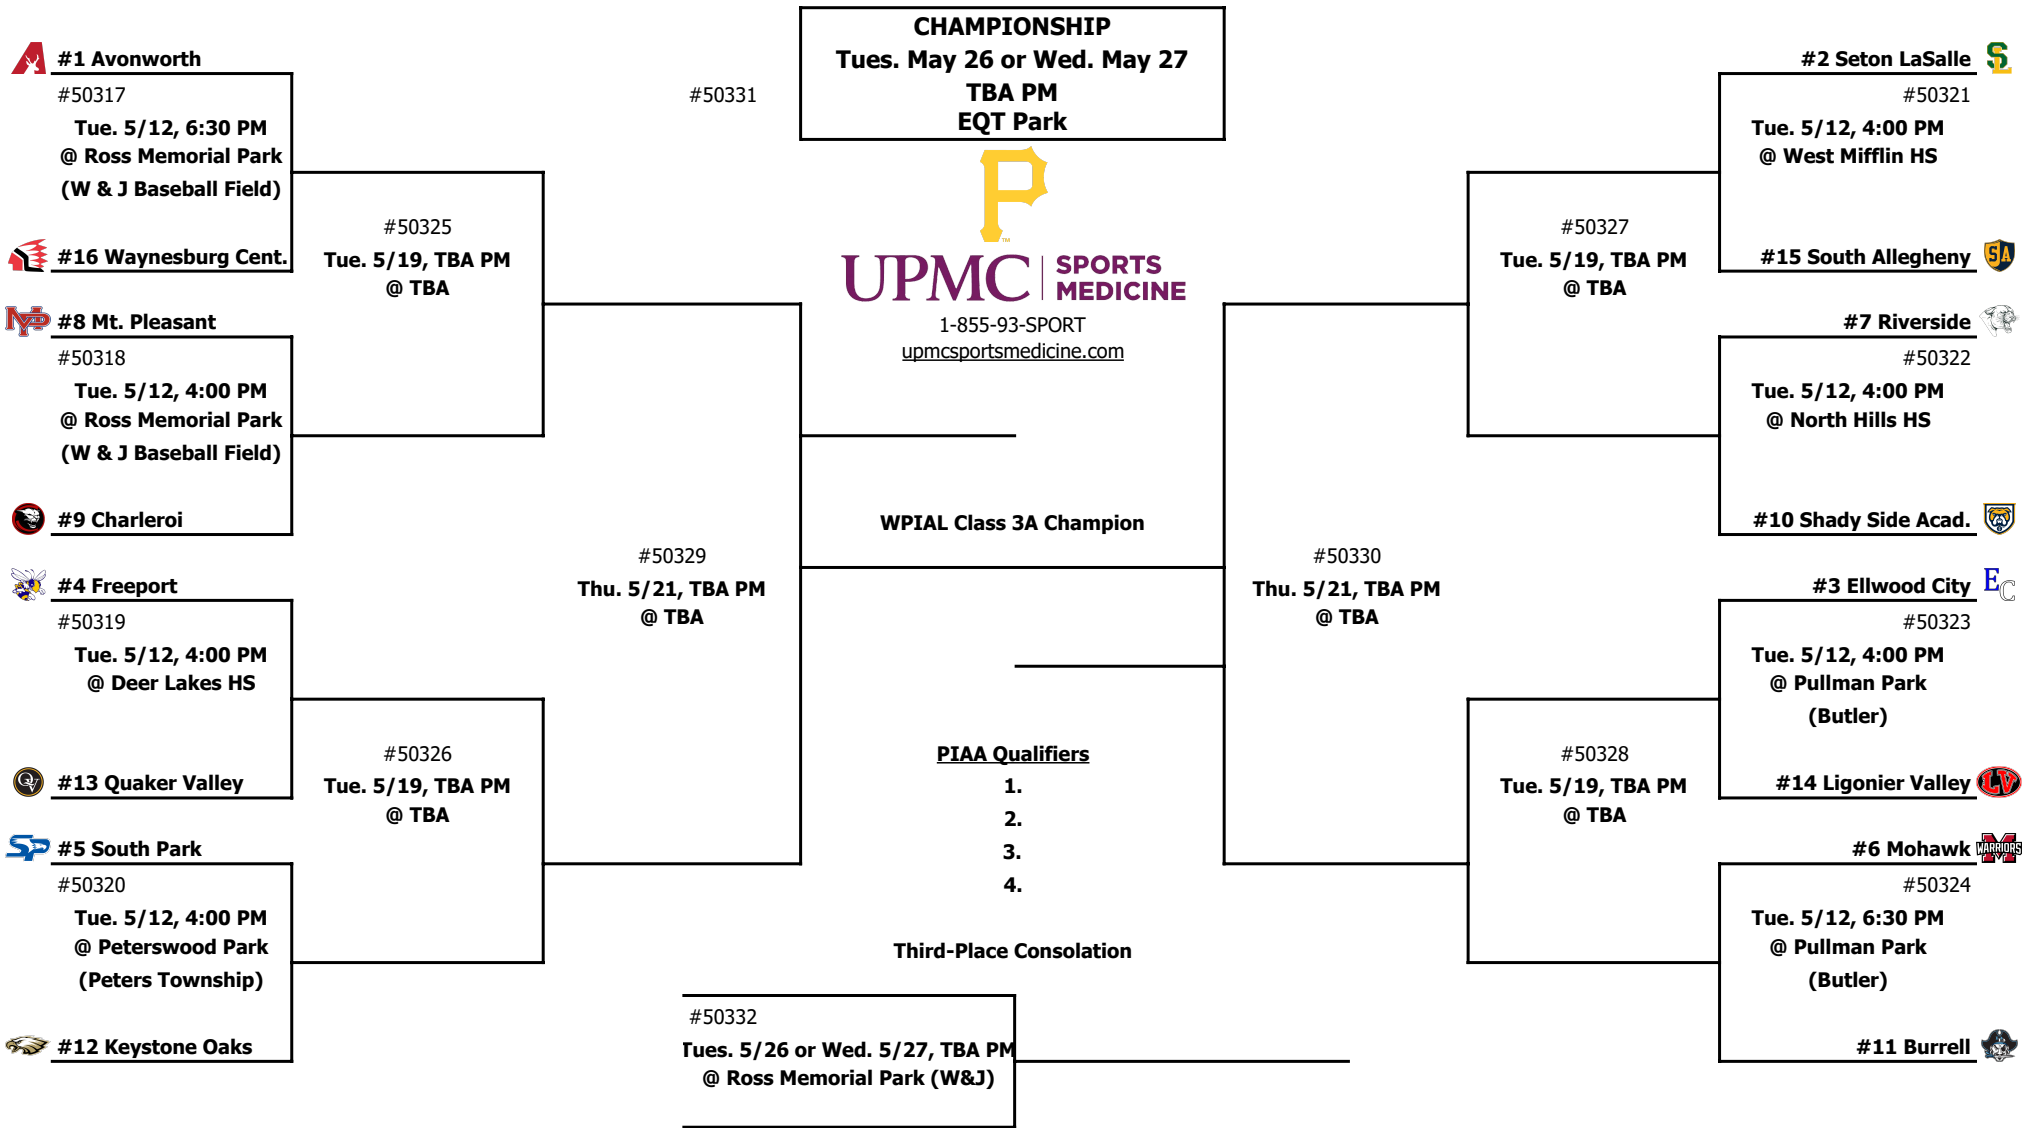 CHAMPIONSHIP
Tues. May 26 or Wed. May 27
TBA PM
EQT Park
#50331
#1 Avonworth
#50317
Tue. 5/12, 6:30 PM
@ Ross Memorial Park
(W & J Baseball Field)
#16 Waynesburg Cent.
#50325
Tue. 5/19, TBA PM
@ TBA
#8 Mt. Pleasant
#50318
Tue. 5/12, 4:00 PM
@ Ross Memorial Park
(W & J Baseball Field)
#9 Charleroi
#50329
Thu. 5/21, TBA PM
@ TBA
#4 Freeport
#50319
Tue. 5/12, 4:00 PM
@ Deer Lakes HS
#13 Quaker Valley
QV
#50326
Tue. 5/19, TBA PM
@ TBA
SP
#5 South Park
#50320
Tue. 5/12, 4:00 PM
@ Peterswood Park
(Peters Township)
#12 Keystone Oaks
P
TM
UPMC SPORTS
MEDICINE
1-855-93-SPORT
upmcsportsmedicine.com
WPIAL Class 3A Champion
PIAA Qualifiers
1.
2.
3.
4.
Third-Place Consolation
#50332
Tues. 5/26 or Wed. 5/27, TBA PM
@ Ross Memorial Park (W&J)
#2 Seton LaSalle
SL
#50321
Tue. 5/12, 4:00 PM
@ West Mifflin HS
#15 South Allegheny
SA
#50327
Tue. 5/19, TBA PM
@ TBA
#7 Riverside
#50322
Tue. 5/12, 4:00 PM
@ North Hills HS
#10 Shady Side Acad.
#50330
Thu. 5/21, TBA PM
@ TBA
#3 Ellwood City
EC
#50323
Tue. 5/12, 4:00 PM
@ Pullman Park
(Butler)
#14 Ligonier Valley
LV
#50328
Tue. 5/19, TBA PM
@ TBA
#6 Mohawk
M
WARRIORS
#50324
Tue. 5/12, 6:30 PM
@ Pullman Park
(Butler)
#11 Burrell